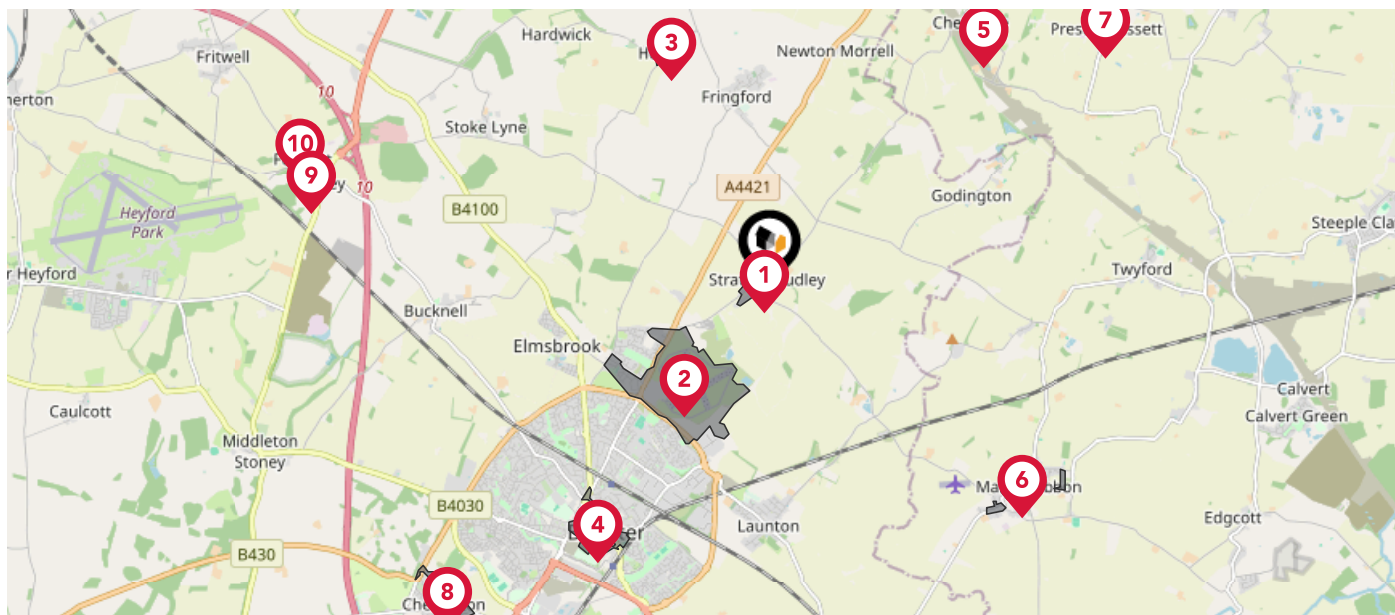 Hardwick
3
5
7
Newton Morrell
Fritwell
Fringford
10
Stoke Lyne
10
9
10
A4421
Godington
B4100
Heyford
Park
Steeple Cla
r Heyford
1
Twyford
Bucknell
Elmsbrook
2
Calvert
Caulcott
Calvert Green
Middleton
Stoney
6
B4030
Edgcott
4
Launton
B430
8